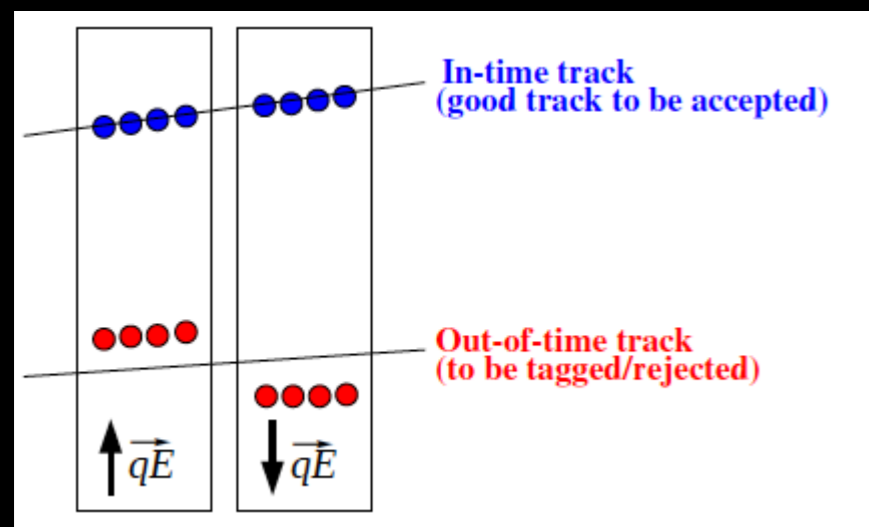 In-time track
(good track to be accepted)
Out-of-time track
(to be tagged/rejected)
qE
qE